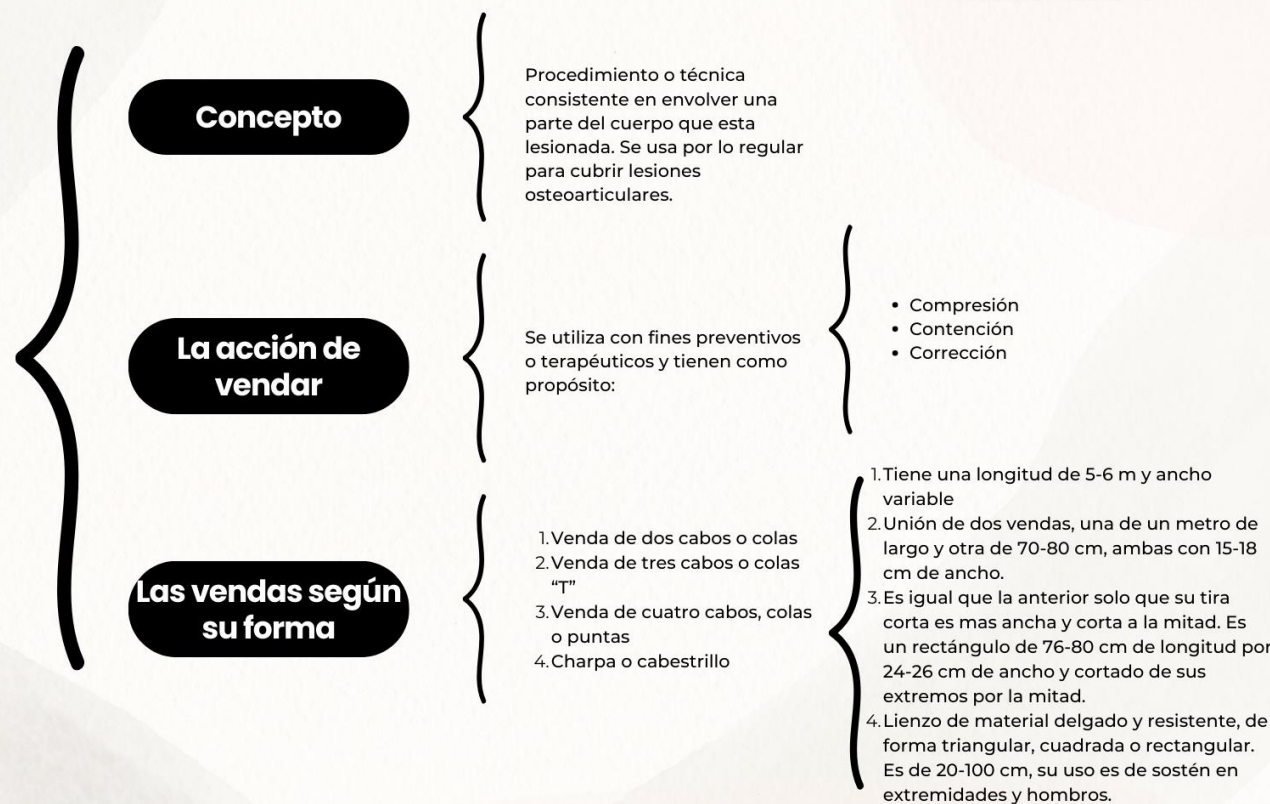 Concepto
Procedimiento o técnica
consistente en envolver una
parte del cuerpo que esta
lesionada. Se usa por lo regular
para cubrir lesiones
osteoarticulares.
La acción de
vendar
Se utiliza con fines preventivos
o terapéuticos y tienen como
propósito:
• Compresión
• Contención
• Corrección
Las vendas según
su forma
1. Venda de dos cabos o colas
2. Venda de tres cabos o colas
“T”
3. Venda de cuatro cabos, colas
o puntas
4. Charpa o cabestrillo
1. Tiene una longitud de 5-6 m y ancho
variable
2. Unión de dos vendas, una de un metro de
largo y otra de 70-80 cm, ambas con 15-18
cm de ancho.
3. Es igual que la anterior solo que su tira
corta es mas ancha y corta a la mitad. Es
un rectángulo de 76-80 cm de longitud por
24-26 cm de ancho y cortado de sus
extremos por la mitad.
4. Lienzo de material delgado y resistente, de
forma triangular, cuadrada o rectangular.
Es de 20-100 cm, su uso es de sostén en
extremidades y hombros.